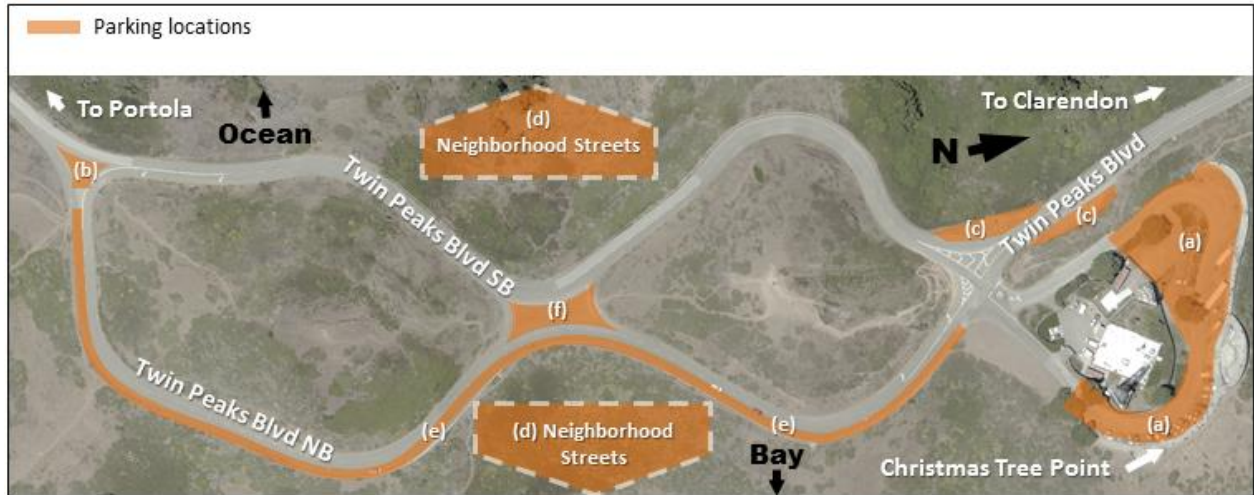 Parking locations
To Portola
Ocean
(d)
Neighborhood Streets
To Clarendon
N
(b)
Twin Peaks Blvd SB
Twin Peaks Blvd
(c)
(c)
(a)
(f)
Twin Peaks Blvd NB
(e)
(d) Neighborhood
Streets
(e)
Bay
(a)
Christmas Tree Point